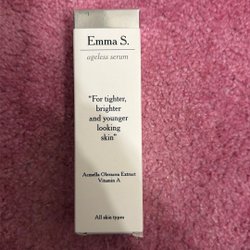 Emma S.
ageless serum
"For tighter,
brighter
and younger
looking
skin"
Acmella Oleracea Extract
Vitamin A
All skin types